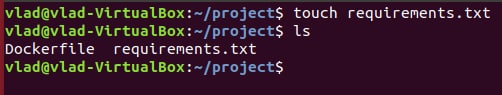 vlad@vlad-VirtualBox:~/project$ touch requirements.txt
vlad@vlad-VirtualBox:~/project$ ls
Dockerfile  requirements.txt
vlad@vlad-VirtualBox:~/project$